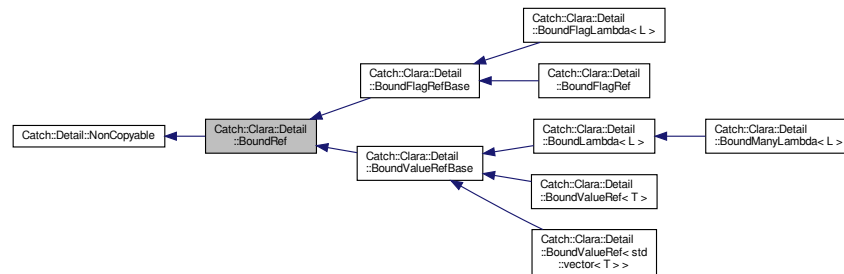 Catch::Clara::Detail
::BoundFlagLambda< L >
Catch::Clara::Detail
::BoundFlagRefBase
Catch::Clara::Detail
::BoundFlagRef
Catch::Detail::NonCopyable
Catch::Clara::Detail
::BoundRef
Catch::Clara::Detail
::BoundLambda< L >
Catch::Clara::Detail
::BoundManyLambda< L >
Catch::Clara::Detail
::BoundValueRefBase
Catch::Clara::Detail
::BoundValueRef< T >
Catch::Clara::Detail
::BoundValueRef< std
::vector< T > >